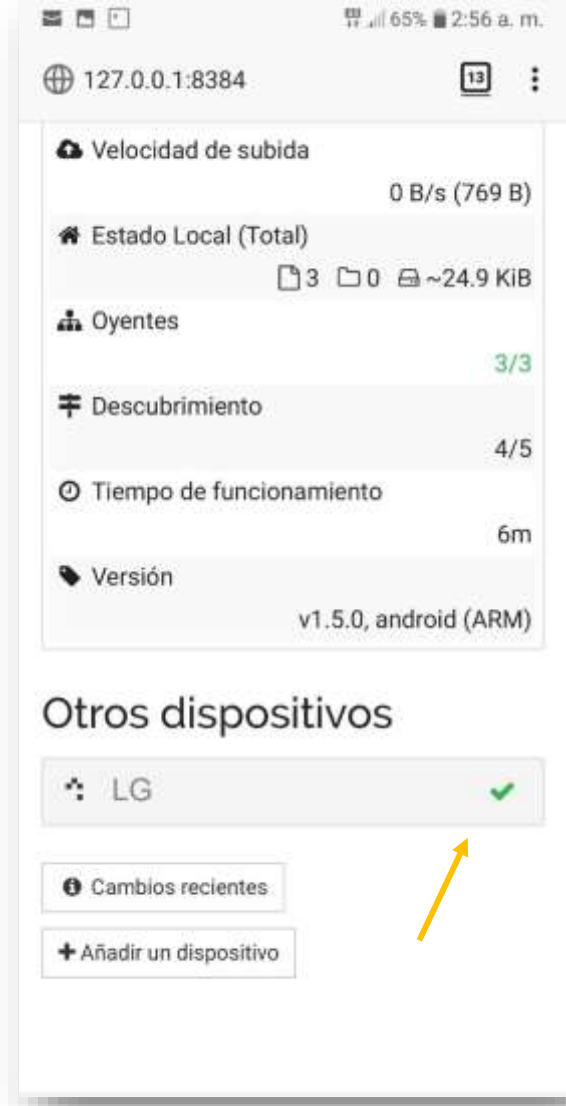 65% 2:56 a. m.
127.0.0.1:8384 13
Velocidad de subida
0 B/s (769 B)
Estado Local (Total)
3 0 ~24.9 KiB
Oyentes
3/3
Descubrimiento
4/5
Tiempo de funcionamiento
6m
Versión
v1.5.0, android (ARM)
Otros dispositivos
LG
Cambios recientes
Añadir un dispositivo